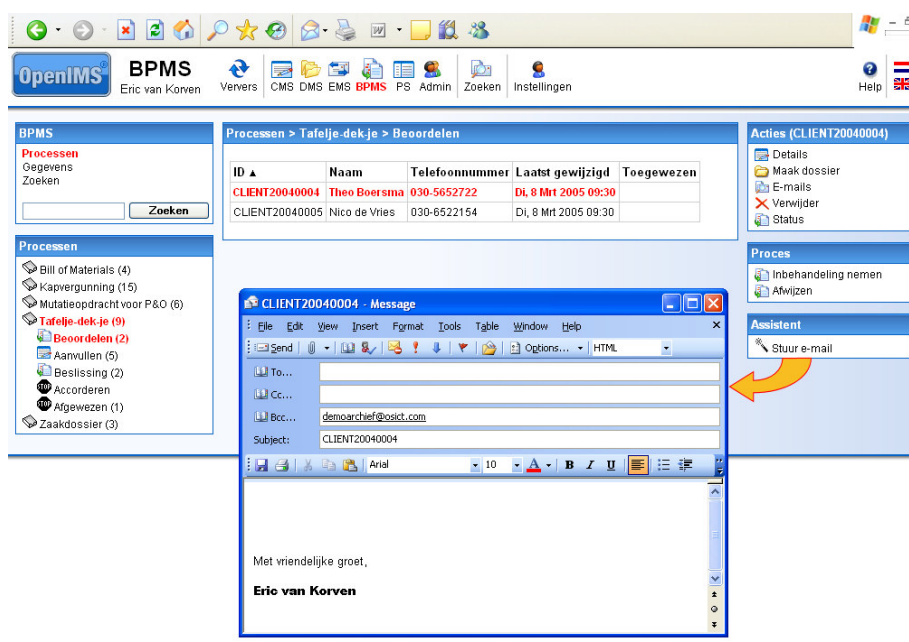 OpenIMS®
BPMS
Eric van Korven
Ververs
CMS DMS EMS BPMS PS Admin
Zoeken
Instellingen
Help
BPMS
Processen
Gegevens
Zoeken
Zoeken
Processen
Bill of Materials (4)
Kapvergunning (15)
Mutatieopdracht voor P&O (6)
Tafelje-dek-je (9)
Beoordelen (2)
Aanvullen (5)
Beslissing (2)
STOP Accorderen
STOP Afgewezen (1)
Zaakdossier (3)
Processen > Tafelje-dek-je > Beoordelen
ID ▲ Naam Telefoonnummer Laatst gewijzigd Toegewezen
CLIENT20040004 Theo Boersma 030-5652722 Di, 8 Mrt 2005 09:30
CLIENT20040005 Nico de Vries 030-6522154 Di, 8 Mrt 2005 09:30
Acties (CLIENT20040004)
Details
Maak dossier
E-mails
Verwijder
Status
Proces
Inbehandeling nemen
Afwijzen
Assistent
Stuur e-mail
CLIENT20040004 - Message
File Edit View Insert Format Tools Table Window Help
Send Options... HTML
To...
Cc...
Bcc... demoarchief@osict.com
Subject: CLIENT20040004
Arial 10 A B I U
Met vriendelijke groet,
Eric van Korven